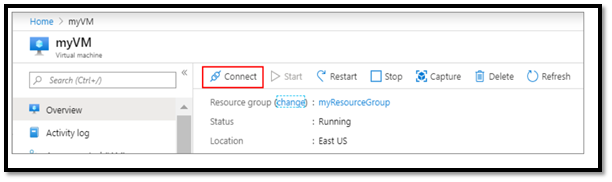 Home > myVM
myVM
Virtual machine
Search (Ctrl+/)
«
Connect Start Restart Stop Capture Delete Refresh
Overview
Activity log
Resource group (change) : myResourceGroup
Status : Running
Location : East US